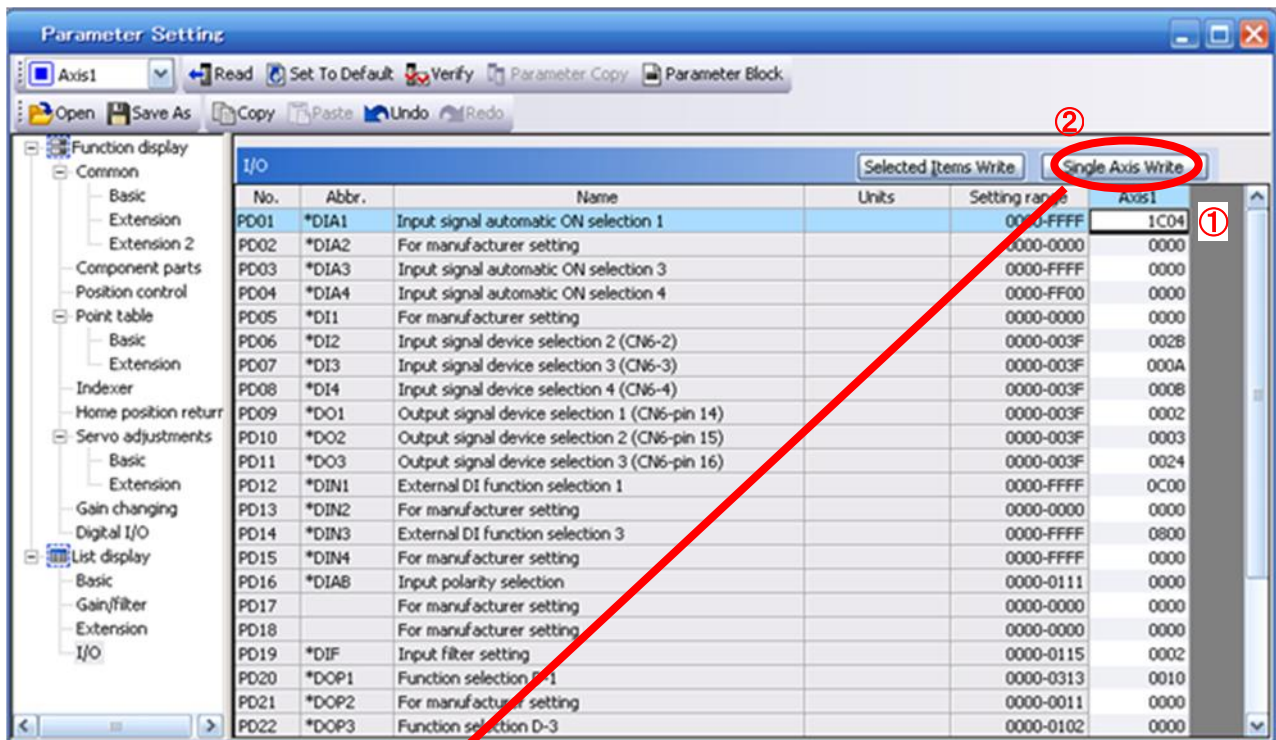 Parameter Setting
Axis1 Read Set To Default Verify Parameter Copy Parameter Block
Open Save As Copy Paste Undo Redo
②
Function display
Common
Basic
Extension
Extension 2
Component parts
Position control
Point table
Basic
Extension
Indexer
Home position returr
Servo adjustments
Basic
Extension
Gain changing
Digital I/O
List display
Basic
Gain/filter
Extension
I/O
I/O Selected Items Write Single Axis Write
No. Abbr. Name Units Setting range Axis1
PD01 *DIA1 Input signal automatic ON selection 1 0000-FFFF 1C04 ①
PD02 *DIA2 For manufacturer setting 0000-0000 0000
PD03 *DIA3 Input signal automatic ON selection 3 0000-FFFF 0000
PD04 *DIA4 Input signal automatic ON selection 4 0000-FF00 0000
PD05 *DI1 For manufacturer setting 0000-0000 0000
PD06 *DI2 Input signal device selection 2 (CN6-2) 0000-003F 002B
PD07 *DI3 Input signal device selection 3 (CN6-3) 0000-003F 000A
PD08 *DI4 Input signal device selection 4 (CN6-4) 0000-003F 000B
PD09 *DO1 Output signal device selection 1 (CN6-pin 14) 0000-003F 0002
PD10 *DO2 Output signal device selection 2 (CN6-pin 15) 0000-003F 0003
PD11 *DO3 Output signal device selection 3 (CN6-pin 16) 0000-003F 0024
PD12 *DIN1 External DI function selection 1 0000-FFFF 0C00
PD13 *DIN2 For manufacturer setting 0000-0000 0000
PD14 *DIN3 External DI function selection 3 0000-FFFF 0800
PD15 *DIN4 For manufacturer setting 0000-FFFF 0000
PD16 *DIAB Input polarity selection 0000-0111 0000
PD17 For manufacturer setting 0000-0000 0000
PD18 For manufacturer setting 0000-0000 0000
PD19 *DIF Input filter setting 0000-0115 0002
PD20 *DOP1 Function selection D-1 0000-0313 0010
PD21 *DOP2 For manufacturer setting 0000-0011 0000
PD22 *DOP3 Function selection D-3 0000-0102 0000